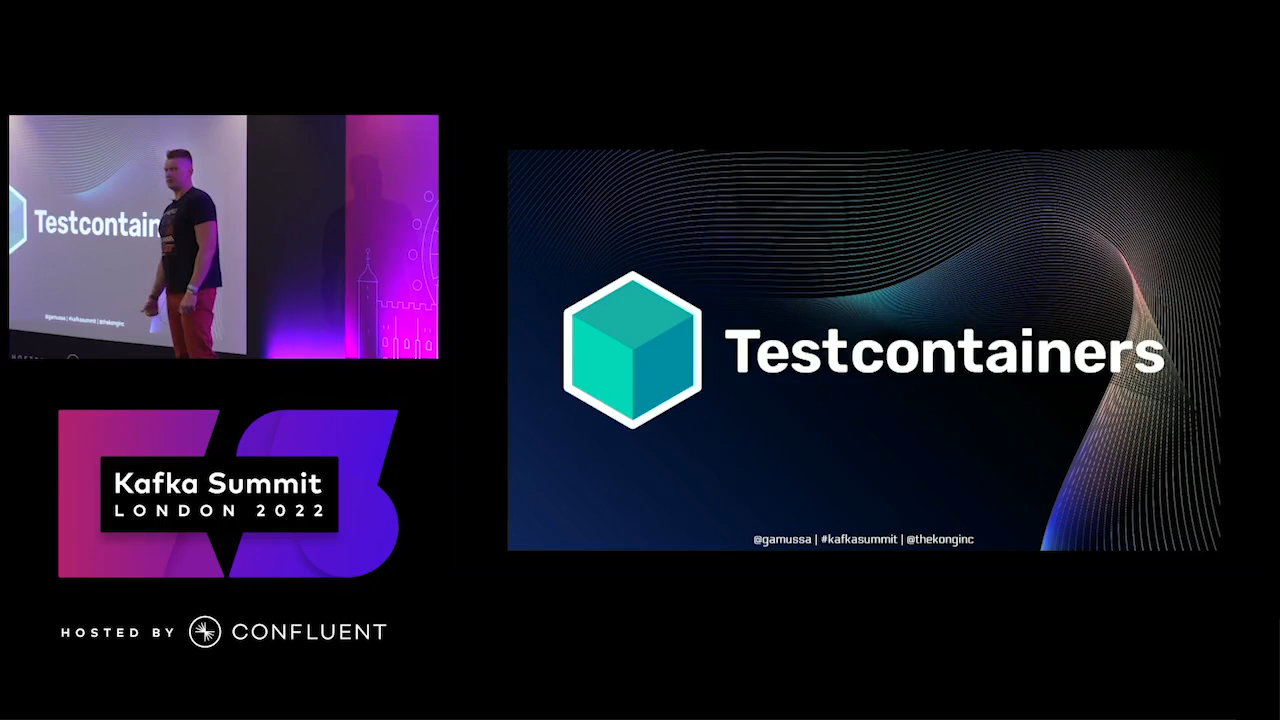 Testcontain
@gamussa | #kafkasummit | @thekonginc
Kafka Summit
LONDON 2022
HOSTED BY CONFLUENT
Testcontainers
@gamussa | #kafkasummit | @thekonginc